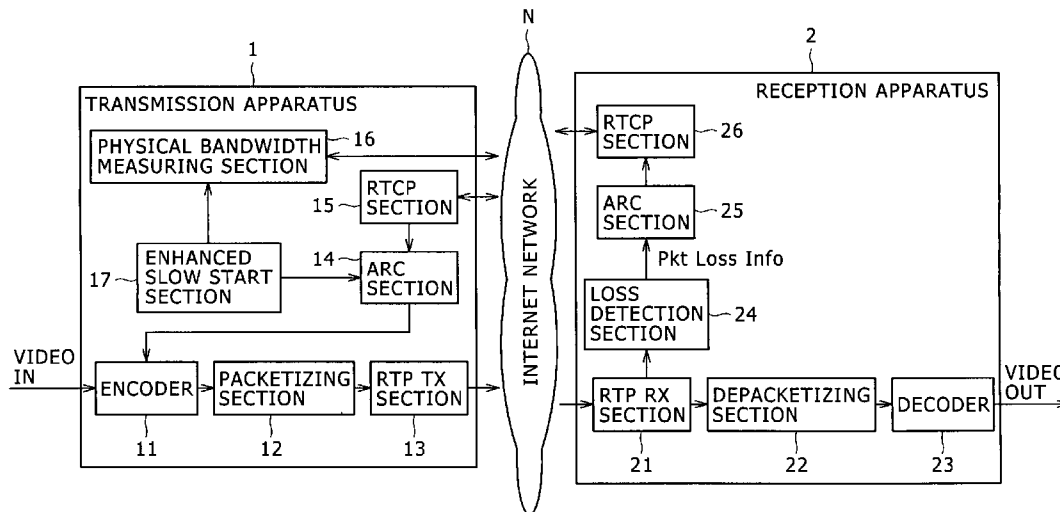 N
1
TRANSMISSION APPARATUS
PHYSICAL BANDWIDTH
MEASURING SECTION
16
15
RTCP
SECTION
17
ENHANCED
SLOW START
SECTION
14
ARC
SECTION
VIDEO
IN
ENCODER
PACKETIZING
SECTION
RTP TX
SECTION
11
12
13
INTERNET NETWORK
2
RECEPTION APPARATUS
RTCP
SECTION
26
ARC
SECTION
25
Pkt Loss Info
LOSS
DETECTION
SECTION
24
RTP RX
SECTION
DEPACKETIZING
SECTION
DECODER
VIDEO
OUT
21
22
23